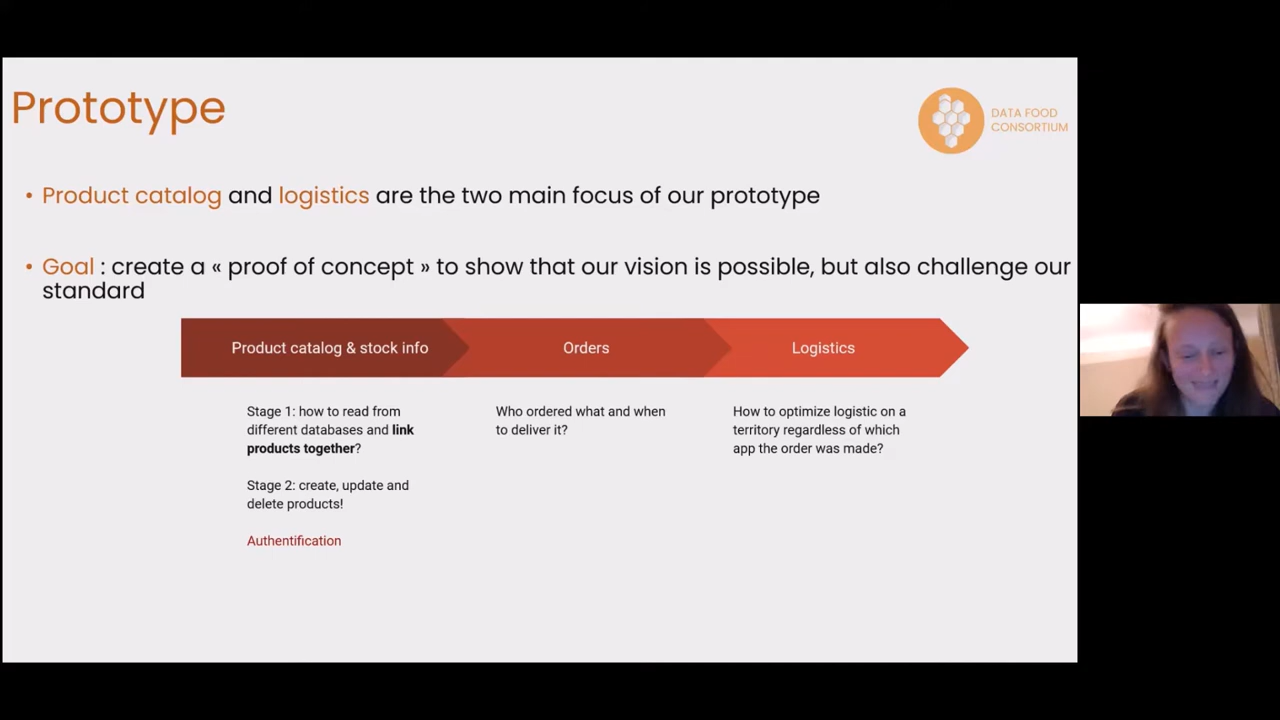 Prototype
DATA FOOD
CONSORTIUM
• Product catalog and logistics are the two main focus of our prototype
• Goal : create a « proof of concept » to show that our vision is possible, but also challenge our
standard
Product catalog & stock info
Orders
Logistics
Stage 1: how to read from
different databases and link
products together?
Stage 2: create, update and
delete products!
Authentification
Who ordered what and when
to deliver it?
How to optimize logistic on a
territory regardless of which
app the order was made?